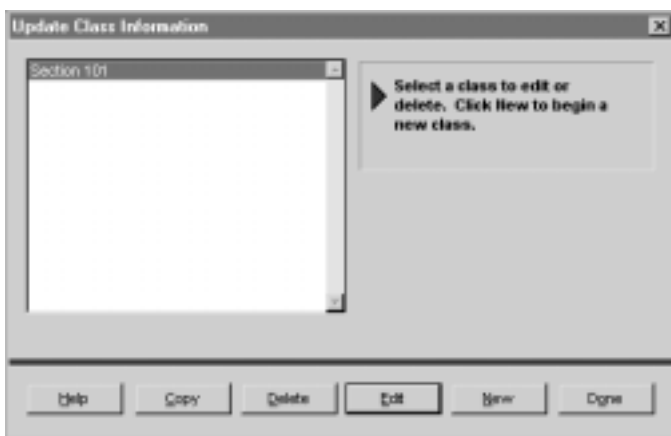 Update Class Information
Section 101
Select a class to edit or
delete. Click New to begin a
new class.
Help
Copy
Delete
Edit
New
Done